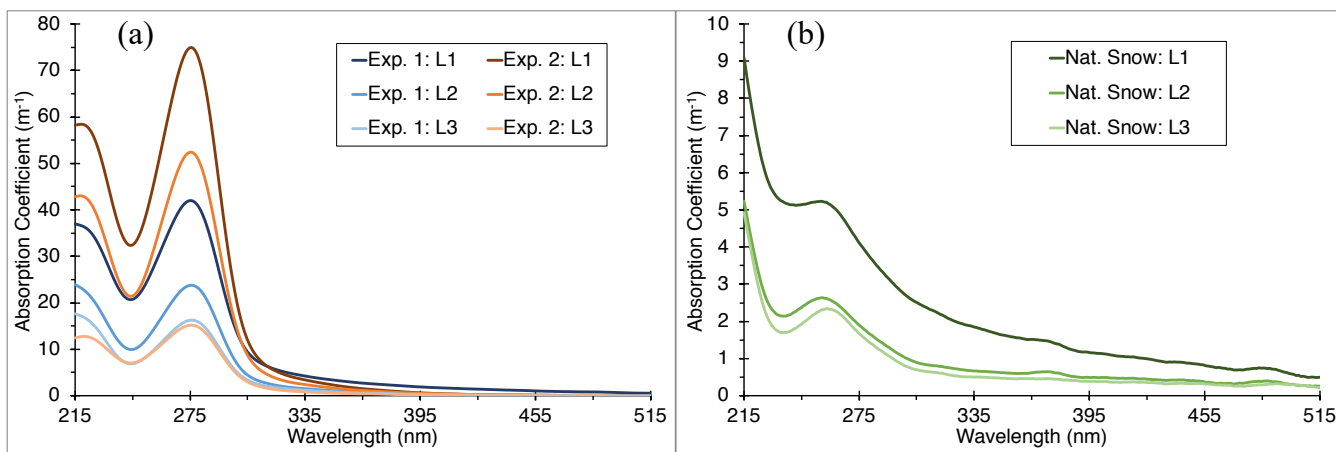 (a)
Absorption Coefficient (m⁻¹)
80
70
60
50
40
30
20
10
0
Exp. 1: L1 Exp. 2: L1
Exp. 1: L2 Exp. 2: L2
Exp. 1: L3 Exp. 2: L3
215 275 335 395 455 515
Wavelength (nm)
(b)
Absorption Coefficient (m⁻¹)
10
9
8
7
6
5
4
3
2
1
0
Nat. Snow: L1
Nat. Snow: L2
Nat. Snow: L3
215 275 335 395 455 515
Wavelength (nm)